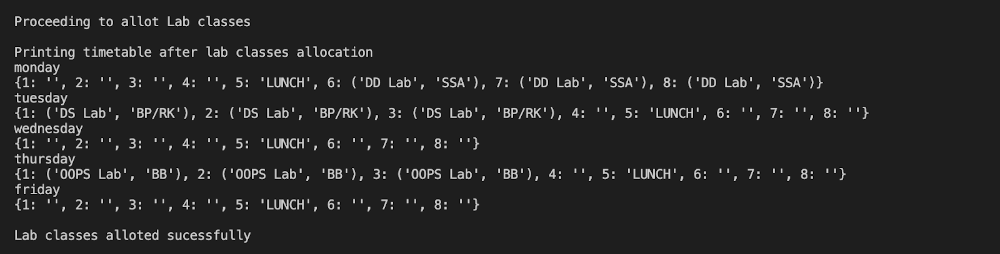 Proceeding to allot Lab classes
Printing timetable after lab classes allocation
monday
{1: '', 2: '', 3: '', 4: '', 5: 'LUNCH', 6: ('DD Lab', 'SSA'), 7: ('DD Lab', 'SSA'), 8: ('DD Lab', 'SSA')}
tuesday
{1: ('DS Lab', 'BP/RK'), 2: ('DS Lab', 'BP/RK'), 3: ('DS Lab', 'BP/RK'), 4: '', 5: 'LUNCH', 6: '', 7: '', 8: ''}
wednesday
{1: '', 2: '', 3: '', 4: '', 5: 'LUNCH', 6: '', 7: '', 8: ''}
thursday
{1: ('OOPS Lab', 'BB'), 2: ('OOPS Lab', 'BB'), 3: ('OOPS Lab', 'BB'), 4: '', 5: 'LUNCH', 6: '', 7: '', 8: ''}
friday
{1: '', 2: '', 3: '', 4: '', 5: 'LUNCH', 6: '', 7: '', 8: ''}
Lab classes alloted sucessfully